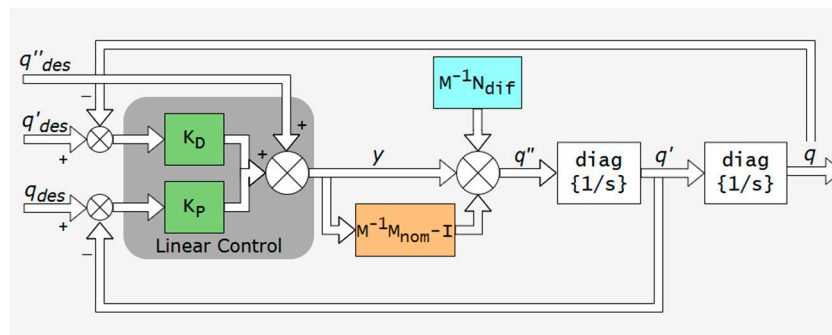 q''des
−
M⁻¹Ndif
q'des
+
KD
+
+
y
q''
diag
{1/s}
q'
diag
{1/s}
q
qdes
+
KP
M⁻¹Mnom-I
−
Linear Control